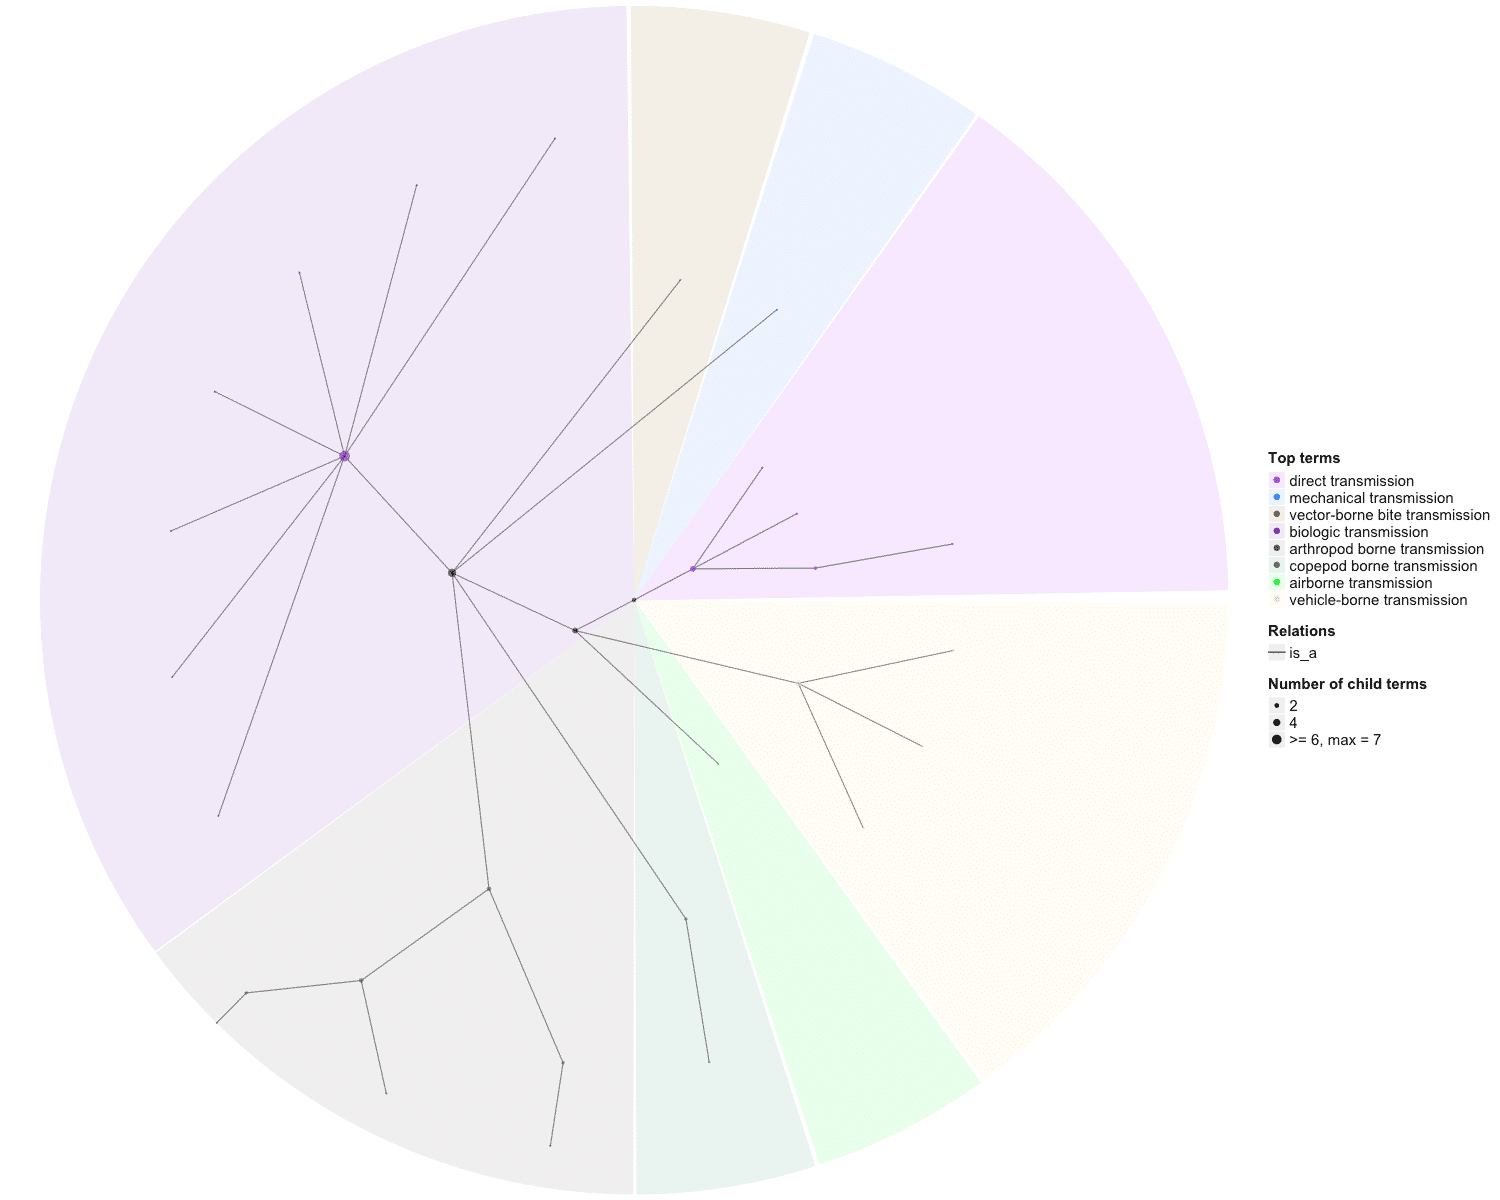 Top terms
direct transmission
mechanical transmission
vector-borne bite transmission
biologic transmission
arthropod borne transmission
copepod borne transmission
airborne transmission
vehicle-borne transmission
Relations
is_a
Number of child terms
2
4
>= 6, max = 7